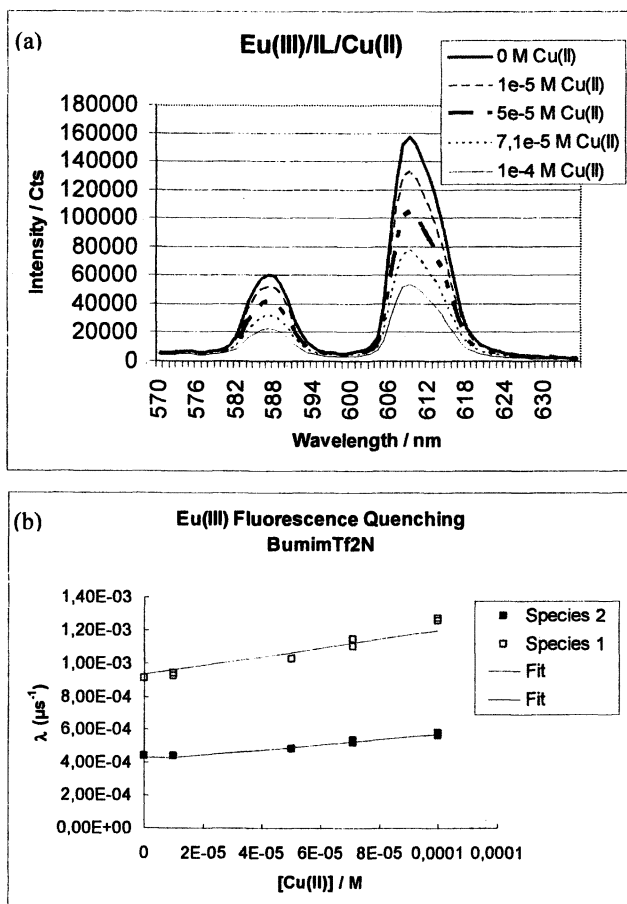 (a)
Eu(III)/IL/Cu(II)
0 M Cu(II)
1e-5 M Cu(II)
5e-5 M Cu(II)
7,1e-5 M Cu(II)
1e-4 M Cu(II)
180000
160000
140000
120000
100000
80000
60000
40000
20000
0
Intensity / Cts
570
576
582
588
594
600
606
612
618
630
Wavelength / nm
(b)
Eu(III) Fluorescence Quenching
BumimTf2N
1,40E-03
1,20E-03
1,00E-03
8,00E-04
6,00E-04
4,00E-04
2,00E-04
0,00E+00
λ (µs⁻¹)
Species 2
Species 1
Fit
Fit
0
2E-05
4E-05
6E-05
8E-05
0,0001
0,0001
[Cu(II)] / M